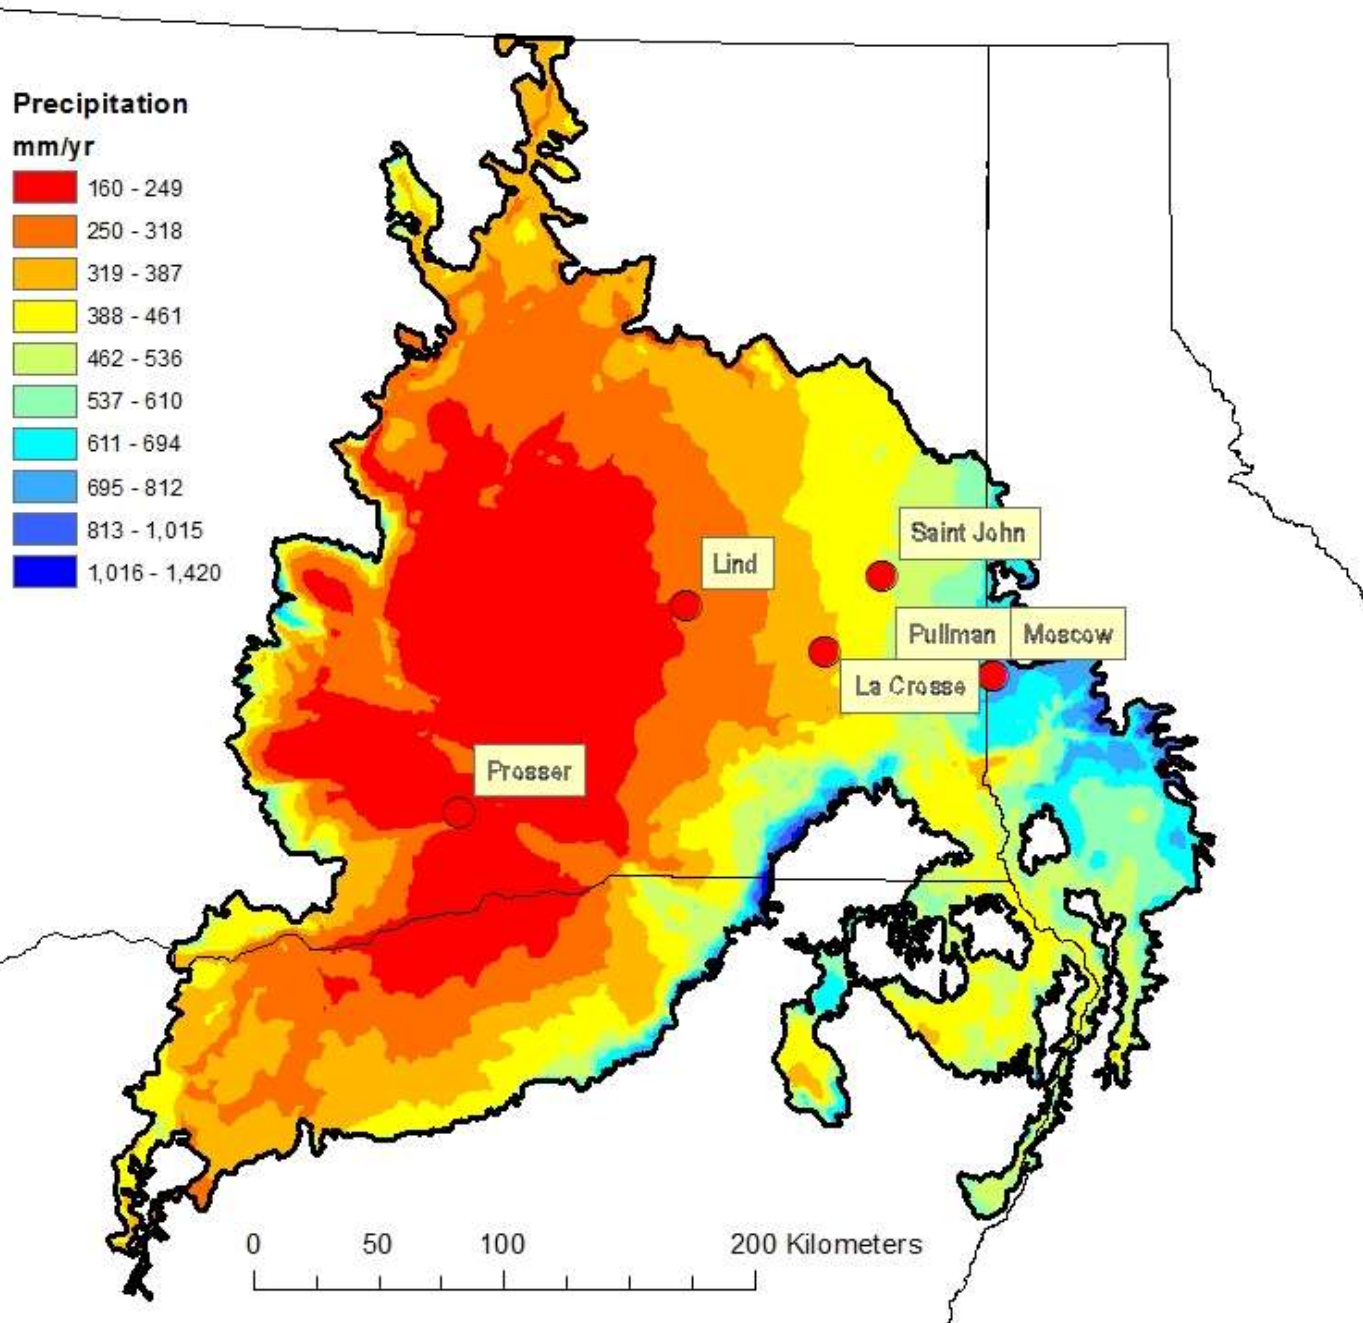 Precipitation
mm/yr
160 - 249
250 - 318
319 - 387
388 - 461
462 - 536
537 - 610
611 - 694
695 - 812
813 - 1,015
1,016 - 1,420
Saint John
Lind
Pullman
Moscow
La Crosse
Prosser
0 50 100 200 Kilometers